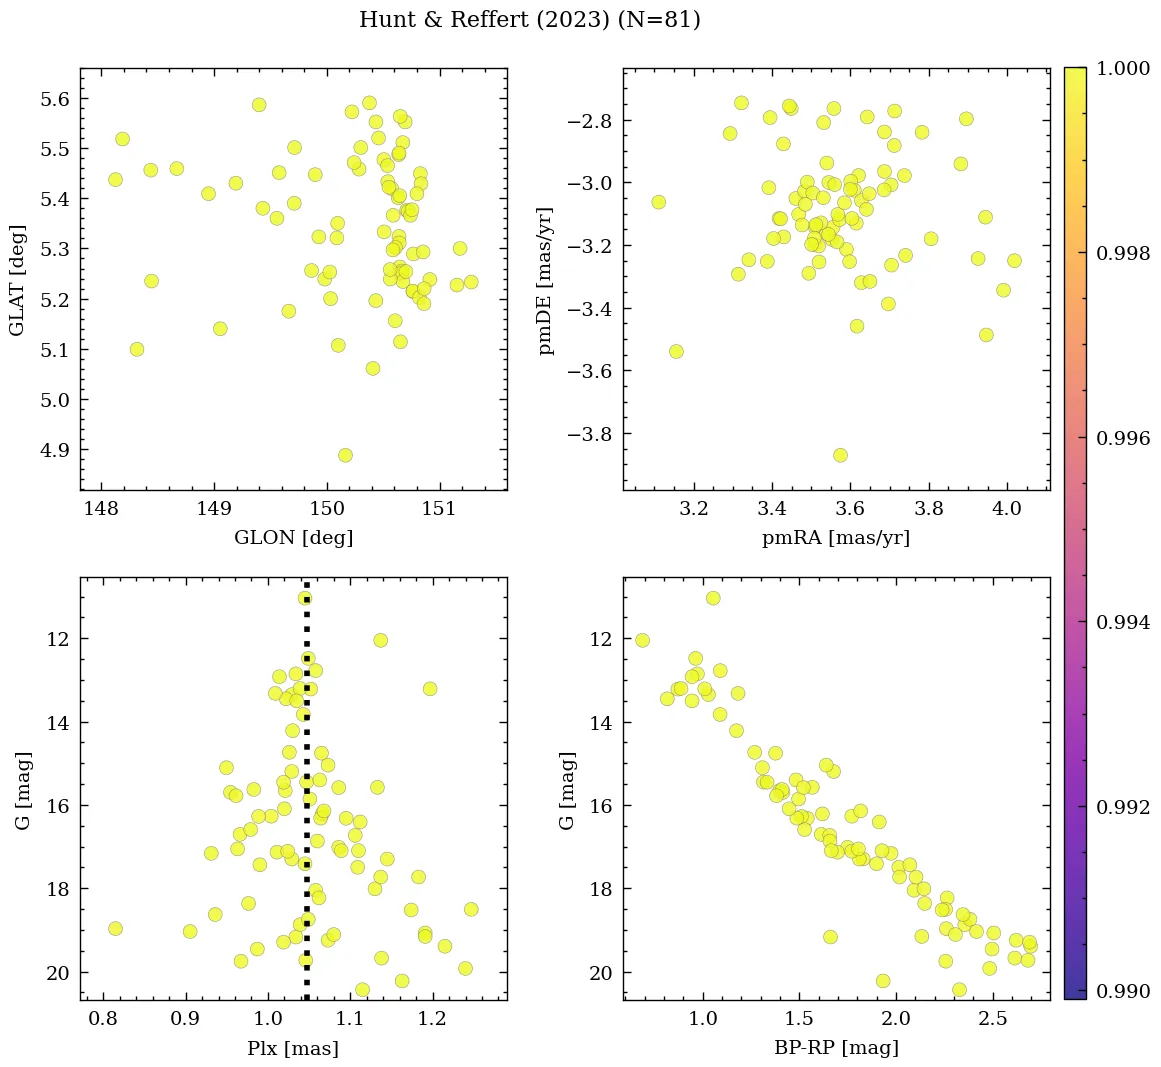 Hunt & Reffert (2023) (N=81)
5.6
5.5
5.4
5.3
5.2
5.1
5.0
4.9
GLAT [deg]
148 149 150 151
GLON [deg]
−2.8
−3.0
−3.2
−3.4
−3.6
−3.8
pmDE [mas/yr]
3.2 3.4 3.6 3.8 4.0
pmRA [mas/yr]
12
14
16
18
20
G [mag]
0.8 0.9 1.0 1.1 1.2
Plx [mas]
12
14
16
18
20
G [mag]
1.0 1.5 2.0 2.5
BP-RP [mag]
1.000
0.998
0.996
0.994
0.992
0.990